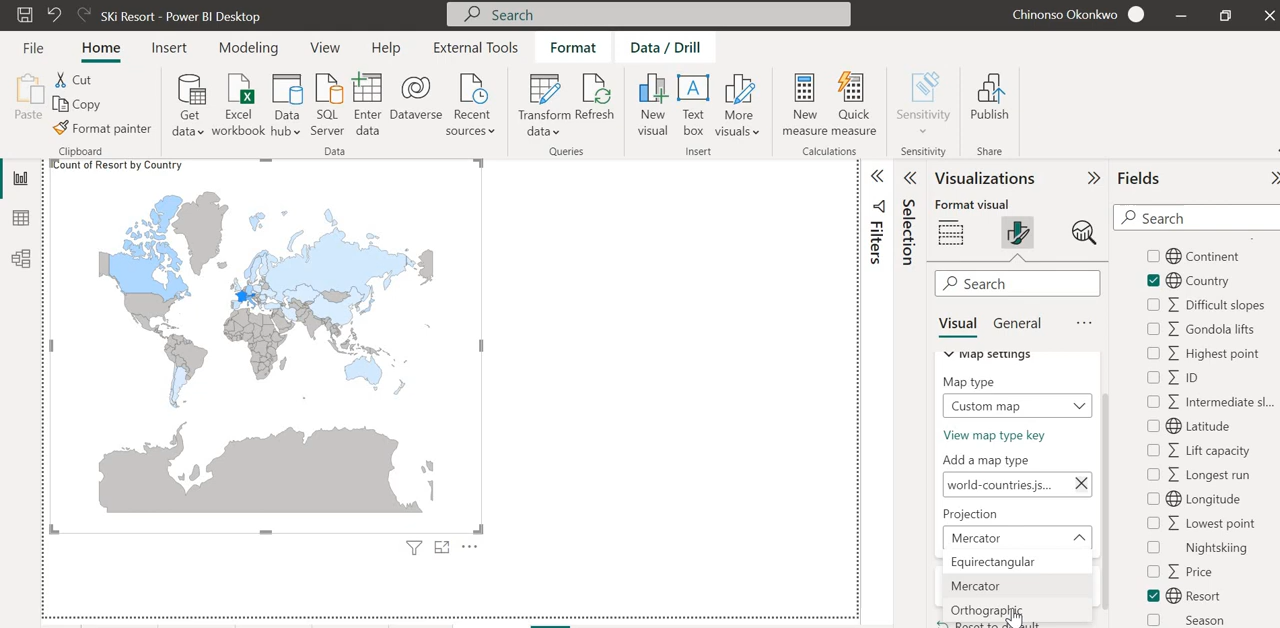 SKi Resort - Power BI Desktop
Search
Chinonso Okonkwo
File
Home
Insert
Modeling
View
Help
External Tools
Format
Data / Drill
Paste
Cut
Copy
Format painter
Clipboard
Get data
Excel workbook
Data hub
SQL Server
Enter data
Dataverse
Recent sources
Data
Transform data
Refresh
Queries
New visual
Text box
More visuals
Insert
New measure
Quick measure
Calculations
Sensitivity
Sensitivity
Publish
Share
Count of Resort by Country
Filters
Selection
Visualizations
Format visual
Search
Visual
General
Map settings
Map type
Custom map
View map type key
Add a map type
world-countries.js...
Projection
Mercator
Equirectangular
Mercator
Orthographic
Reset to default
Fields
Search
Continent
Country
Difficult slopes
Gondola lifts
Highest point
ID
Intermediate sl...
Latitude
Lift capacity
Longest run
Longitude
Lowest point
Nightskiing
Price
Resort
Season